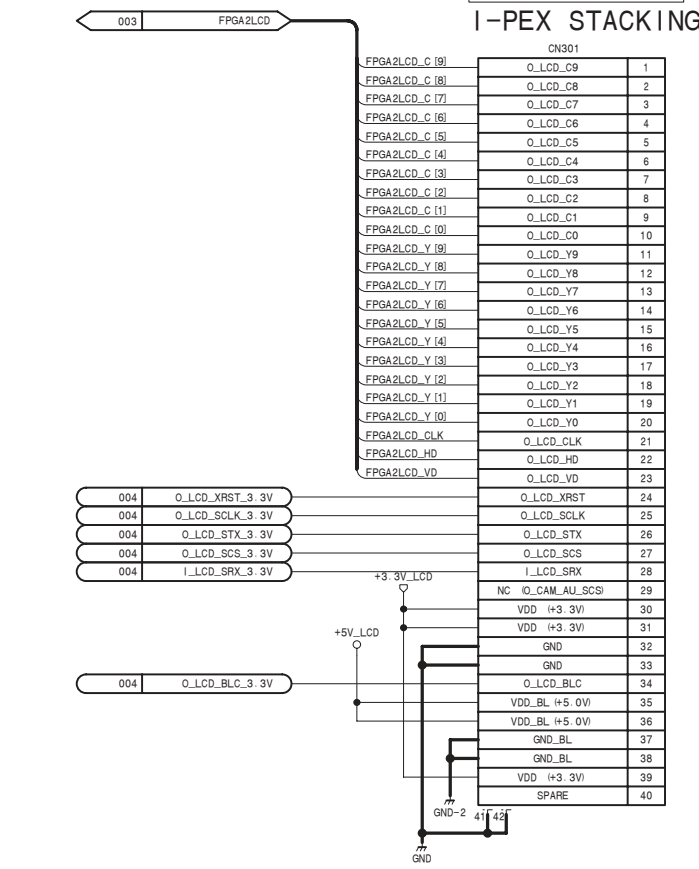 I-PEX STACKING
003 FPGA2LCD
CN301
FPGA2LCD_C [9] O_LCD_C9 1
FPGA2LCD_C [8] O_LCD_C8 2
FPGA2LCD_C [7] O_LCD_C7 3
FPGA2LCD_C [6] O_LCD_C6 4
FPGA2LCD_C [5] O_LCD_C5 5
FPGA2LCD_C [4] O_LCD_C4 6
FPGA2LCD_C [3] O_LCD_C3 7
FPGA2LCD_C [2] O_LCD_C2 8
FPGA2LCD_C [1] O_LCD_C1 9
FPGA2LCD_C [0] O_LCD_C0 10
FPGA2LCD_Y [9] O_LCD_Y9 11
FPGA2LCD_Y [8] O_LCD_Y8 12
FPGA2LCD_Y [7] O_LCD_Y7 13
FPGA2LCD_Y [6] O_LCD_Y6 14
FPGA2LCD_Y [5] O_LCD_Y5 15
FPGA2LCD_Y [4] O_LCD_Y4 16
FPGA2LCD_Y [3] O_LCD_Y3 17
FPGA2LCD_Y [2] O_LCD_Y2 18
FPGA2LCD_Y [1] O_LCD_Y1 19
FPGA2LCD_Y [0] O_LCD_Y0 20
FPGA2LCD_CLK O_LCD_CLK 21
FPGA2LCD_HD O_LCD_HD 22
FPGA2LCD_VD O_LCD_VD 23
004 O_LCD_XRST_3.3V O_LCD_XRST 24
004 O_LCD_SCLK_3.3V O_LCD_SCLK 25
004 O_LCD_STX_3.3V O_LCD_STX 26
004 O_LCD_SCS_3.3V O_LCD_SCS 27
004 I_LCD_SRX_3.3V I_LCD_SRX 28
+3.3V_LCD
NC (O_CAM_AU_SCS) 29
VDD (+3.3V) 30
VDD (+3.3V) 31
+5V_LCD
GND 32
GND 33
004 O_LCD_BLC_3.3V O_LCD_BLC 34
VDD_BL (+5.0V) 35
VDD_BL (+5.0V) 36
GND_BL 37
GND_BL 38
VDD (+3.3V) 39
SPARE 40
GND-2 41 42
GND